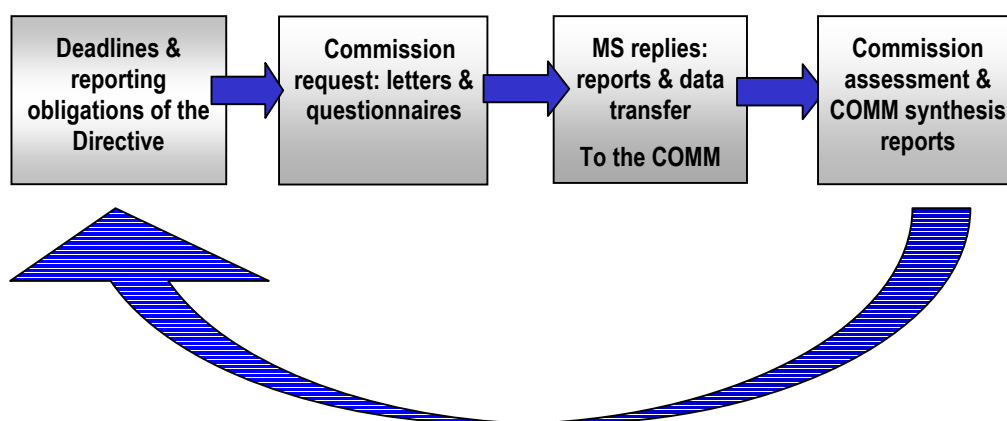 Deadlines &
reporting
obligations of the
Directive
Commission
request: letters &
questionnaires
MS replies:
reports & data
transfer
To the COMM
Commission
assessment &
COMM synthesis
reports